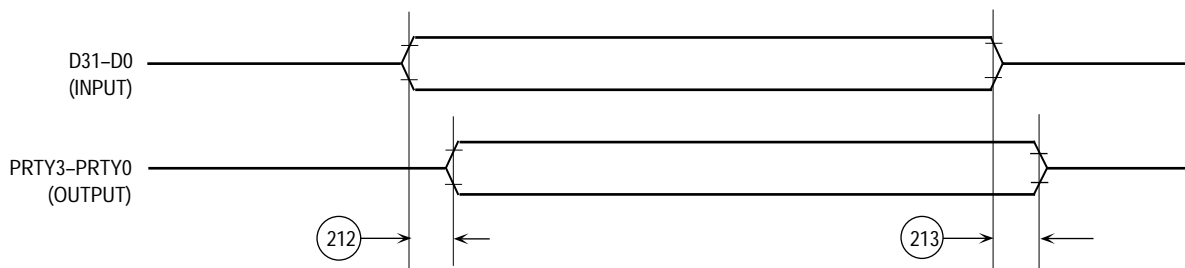 D31–D0
(INPUT)
PRTY3–PRTY0
(OUTPUT)
212
213